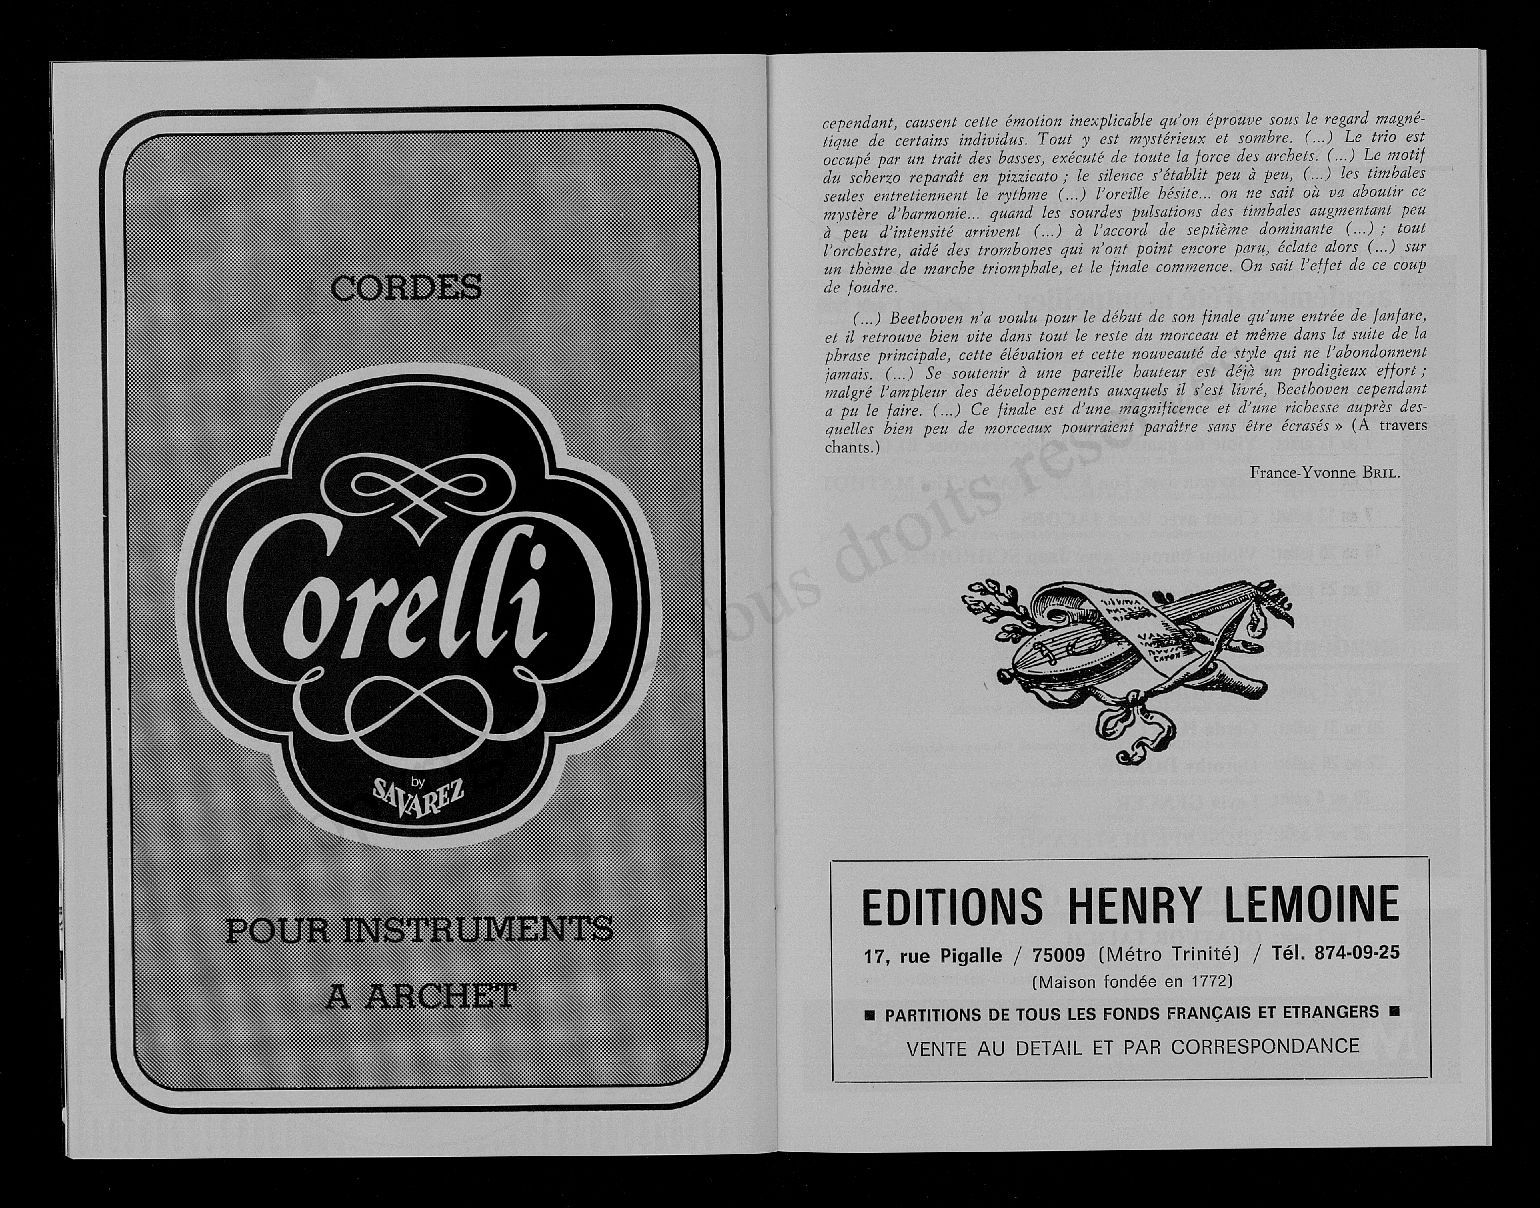 CORDES
Corelli
by
SAVAREZ
POUR INSTRUMENTS
A ARCHET
cependant, causent cette émotion inexplicable qu'on éprouve sous le regard magné-
tique de certains individus. Tout y est mystérieux et sombre. (...) Le trio est
occupé par un trait des basses, exécuté de toute la force des archets. (...) Le motif
du scherzo reparaît en pizzicato ; le silence s'établit peu à peu, (...) les timbales
seules entretiennent le rythme (...) l'oreille hésite... on ne sait où va aboutir ce
mystère d'harmonie... quand les sourdes pulsations des timbales augmentant peu
à peu d'intensité arrivent (...) à l'accord de septième dominante (...) ; tout
l'orchestre, aidé des trombones qui n'ont point encore paru, éclate alors (...) sur
un thème de marche triomphale, et le finale commence. On sait l'effet de ce coup
de foudre.
(...) Beethoven n'a voulu pour le début de son finale qu'une entrée de fanfare,
et il retrouve bien vite dans tout le reste du morceau et même dans la suite de la
phrase principale, cette élévation et cette nouveauté de style qui ne l'abondonnent
jamais. (...) Se soutenir à une pareille hauteur est déjà un prodigieux effort ;
malgré l'ampleur des développements auxquels il s'est livré, Beethoven cependant
a pu le faire. (...) Ce finale est d'une magnificence et d'une richesse auprès des-
quelles bien peu de morceaux pourraient paraître sans être écrasés » (A travers
chants.)
France-Yvonne BRIL.
ous droits rese
EDITIONS HENRY LEMOINE
17, rue Pigalle / 75009 (Métro Trinité) / Tél. 874-09-25
(Maison fondée en 1772)
■ PARTITIONS DE TOUS LES FONDS FRANÇAIS ET ETRANGERS ■
VENTE AU DETAIL ET PAR CORRESPONDANCE